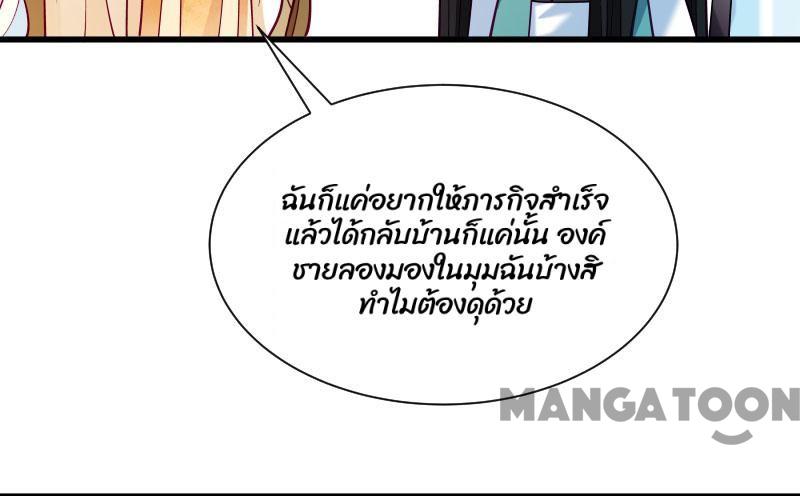 ฉันก็แค่อยากให้ภารกิจสำเร็จ
แล้วได้กลับบ้านก็แค่นั้น องค์
ชายลองมองในมุมฉันบ้างสิ
ทำไมต้องดุด้วย
MANGATOON